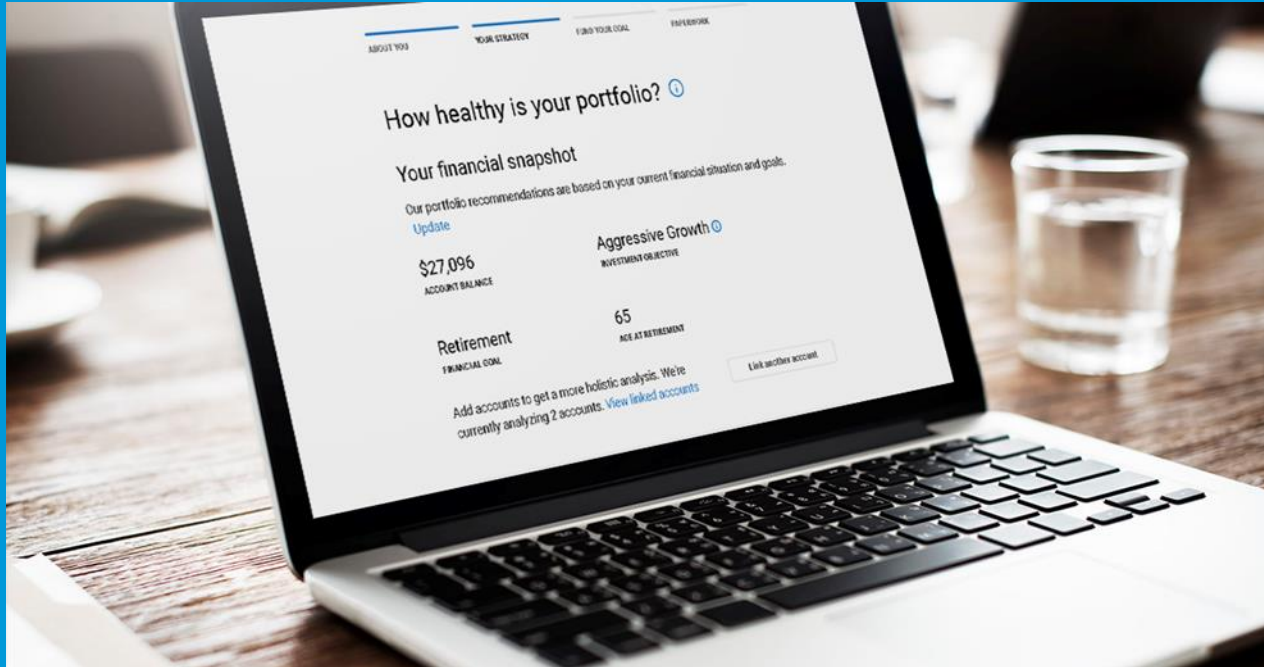 ABOUT YOU
YOUR STRATEGY
FUND YOUR GOAL
PAPERWORK
How healthy is your portfolio?
Your financial snapshot
Our portfolio recommendations are based on your current financial situation and goals.
Update
$27,096
ACCOUNT BALANCE
Aggressive Growth
INVESTMENT OBJECTIVE
Retirement
FINANCIAL GOAL
65
AGE AT RETIREMENT
Add accounts to get a more holistic analysis. We're
currently analyzing 2 accounts. View linked accounts
Link another account